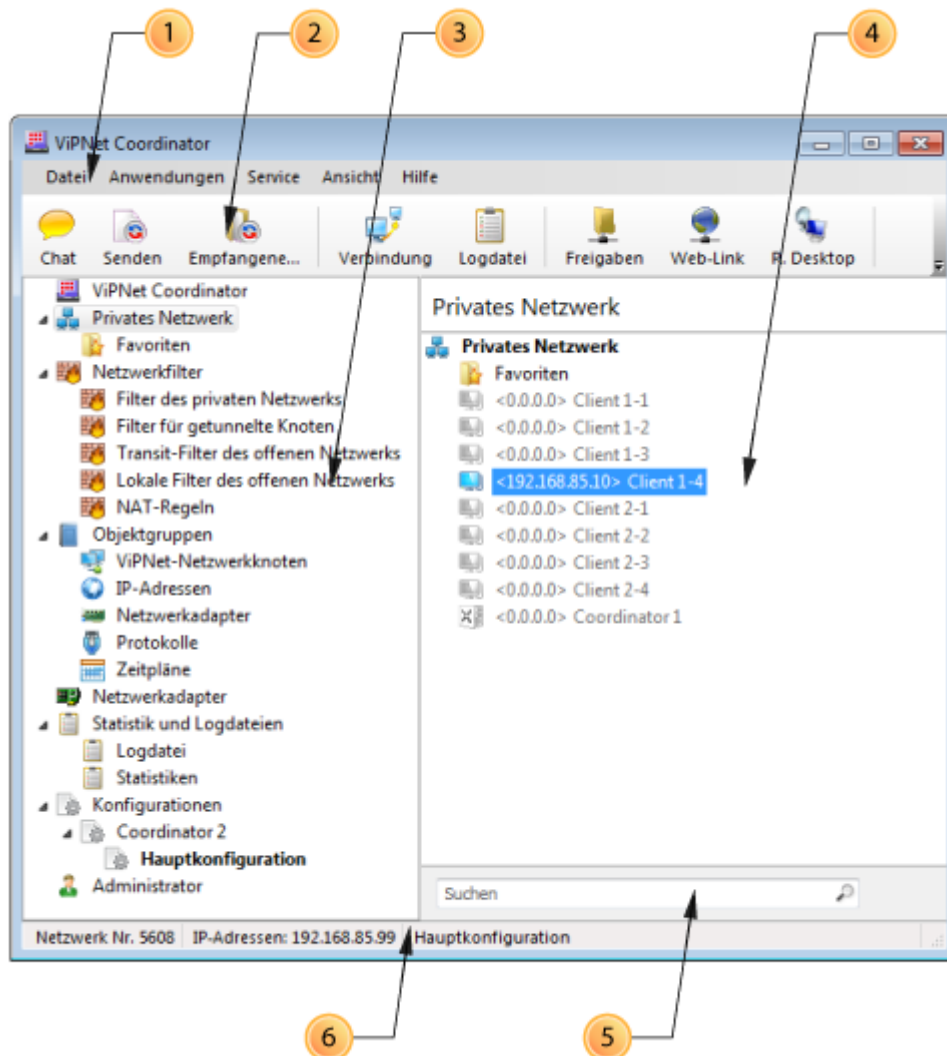 1 2 3 4
ViPNet Coordinator
Datei Anwendungen Service Ansicht Hilfe
Chat Senden Empfangene... Verbindung Logdatei Freigaben Web-Link R. Desktop
ViPNet Coordinator
Privates Netzwerk
Favoriten
Netzwerkfilter
Filter des privaten Netzwerks
Filter für getunnelte Knoten
Transit-Filter des offenen Netzwerks
Lokale Filter des offenen Netzwerks
NAT-Regeln
Objektgruppen
ViPNet-Netzwerkknoten
IP-Adressen
Netzwerkadapter
Protokolle
Zeitpläne
Netzwerkadapter
Statistik und Logdateien
Logdatei
Statistiken
Konfigurationen
Coordinator 2
Hauptkonfiguration
Administrator
Privates Netzwerk
Privates Netzwerk
Favoriten
<0.0.0.0> Client 1-1
<0.0.0.0> Client 1-2
<0.0.0.0> Client 1-3
<192.168.85.10> Client 1-4
<0.0.0.0> Client 2-1
<0.0.0.0> Client 2-2
<0.0.0.0> Client 2-3
<0.0.0.0> Client 2-4
<0.0.0.0> Coordinator 1
Suchen
Netzwerk Nr. 5608 IP-Adressen: 192.168.85.99 Hauptkonfiguration
6 5